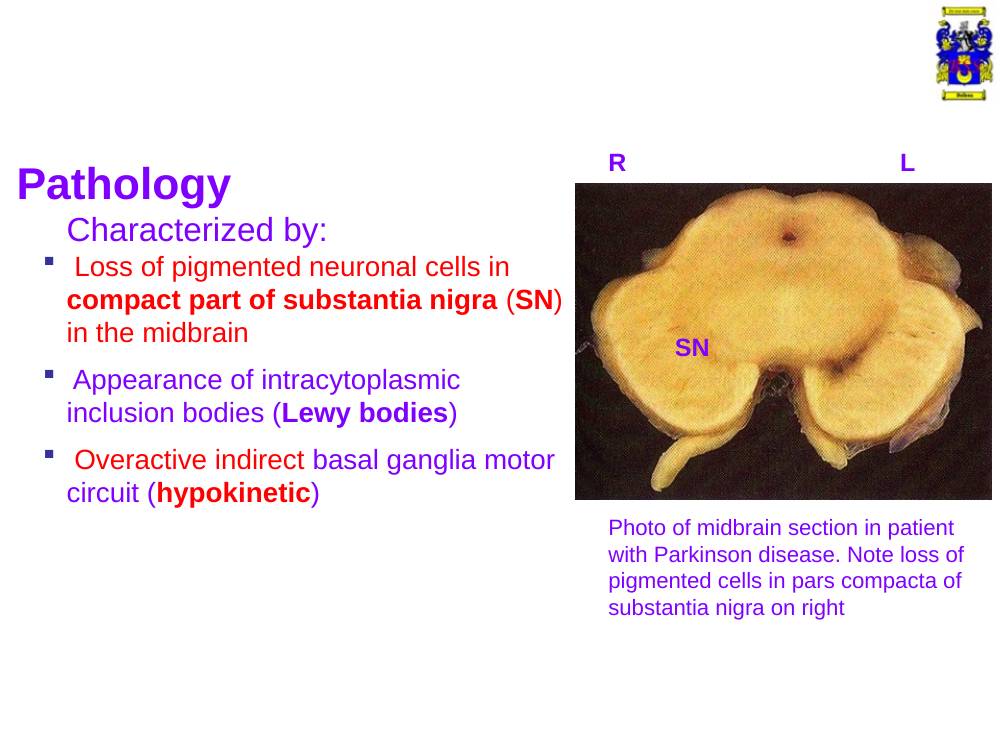 Pathology
Characterized by:
▪ Loss of pigmented neuronal cells in
compact part of substantia nigra (SN)
in the midbrain
▪ Appearance of intracytoplasmic
inclusion bodies (Lewy bodies)
▪ Overactive indirect basal ganglia motor
circuit (hypokinetic)
R L
SN
Photo of midbrain section in patient
with Parkinson disease. Note loss of
pigmented cells in pars compacta of
substantia nigra on right